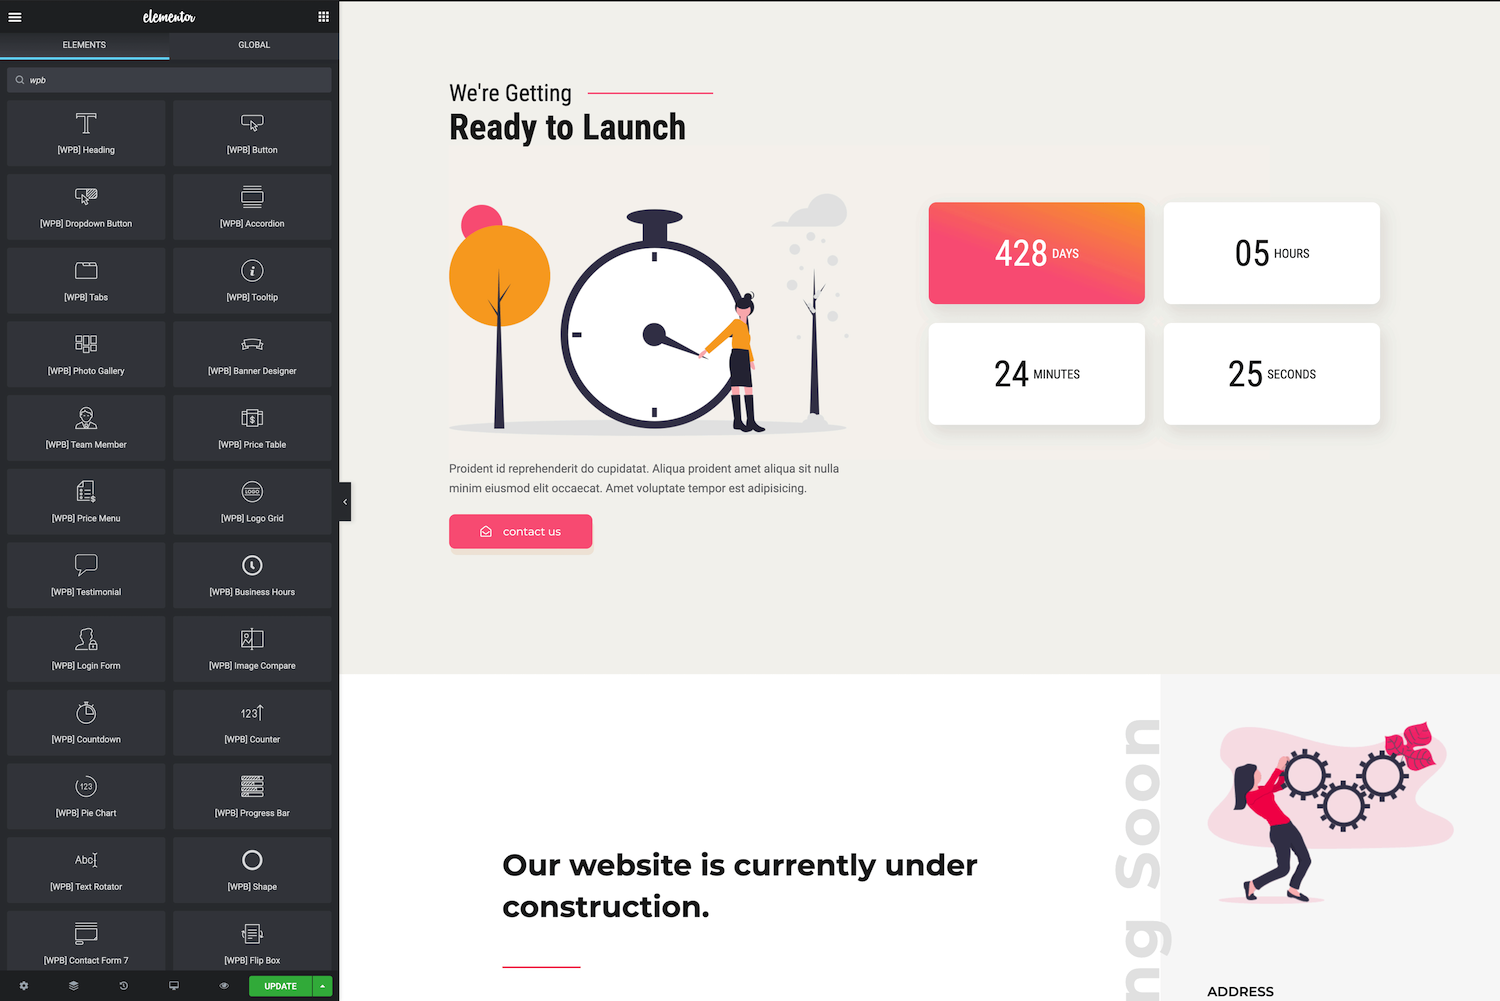 elementor
ELEMENTS
GLOBAL
wpb
[WPB] Heading
[WPB] Button
[WPB] Dropdown Button
[WPB] Accordion
[WPB] Tabs
[WPB] Tooltip
[WPB] Photo Gallery
[WPB] Banner Designer
[WPB] Team Member
[WPB] Price Table
[WPB] Price Menu
LOGO
[WPB] Logo Grid
[WPB] Testimonial
[WPB] Business Hours
[WPB] Login Form
[WPB] Image Compare
[WPB] Countdown
123
[WPB] Counter
123
[WPB] Pie Chart
[WPB] Progress Bar
Abc
[WPB] Text Rotator
[WPB] Shape
[WPB] Contact Form 7
[WPB] Flip Box
UPDATE
We're Getting
Ready to Launch
428 DAYS
05 HOURS
24 MINUTES
25 SECONDS
Proident id reprehenderit do cupidatat. Aliqua proident amet aliqua sit nulla
minim eiusmod elit occaecat. Amet voluptate tempor est adipisicing.
contact us
Our website is currently under
construction.
ng Soon
ADDRESS